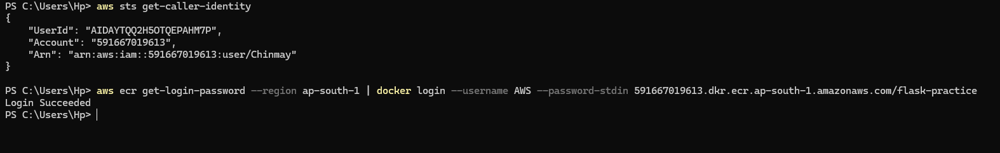 PS C:\Users\Hp> aws sts get-caller-identity
{
    "UserId": "AIDAYTQQ2H5OTQEPAHM7P",
    "Account": "591667019613",
    "Arn": "arn:aws:iam::591667019613:user/Chinmay"
}
PS C:\Users\Hp> aws ecr get-login-password --region ap-south-1 | docker login --username AWS --password-stdin 591667019613.dkr.ecr.ap-south-1.amazonaws.com/flask-practice
Login Succeeded
PS C:\Users\Hp>